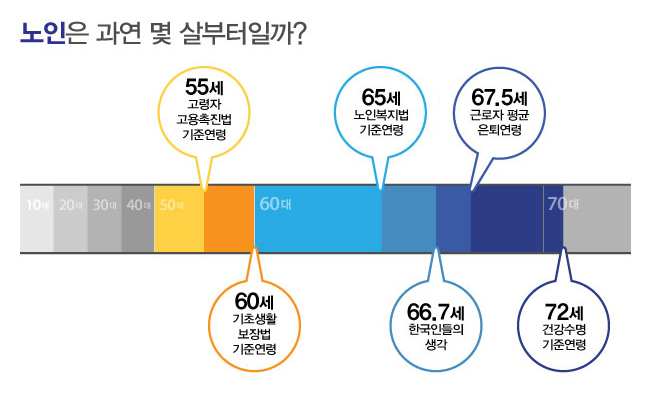 노인은 과연 몇 살부터일까?
55세
고령자
고용촉진법
기준연령
65세
노인복지법
기준연령
67.5세
근로자 평균
은퇴연령
10대 20대 30대 40대 50대 60대 70대
60세
기초생활
보장법
기준연령
66.7세
한국인들의
생각
72세
건강수명
기준연령